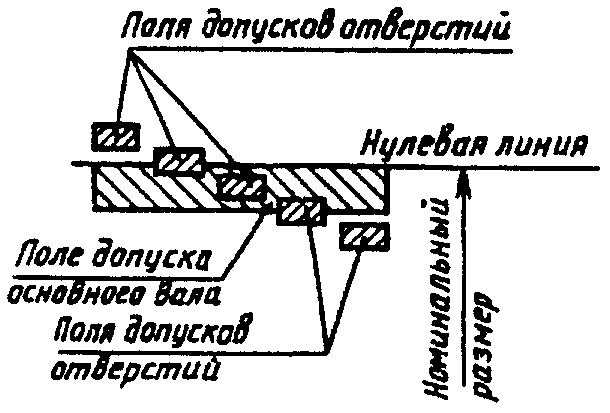 Поля допусков отверстий
Нулевая линия
Поле допуска
основного вала
Поля допусков
отверстий
Номинальный
размер